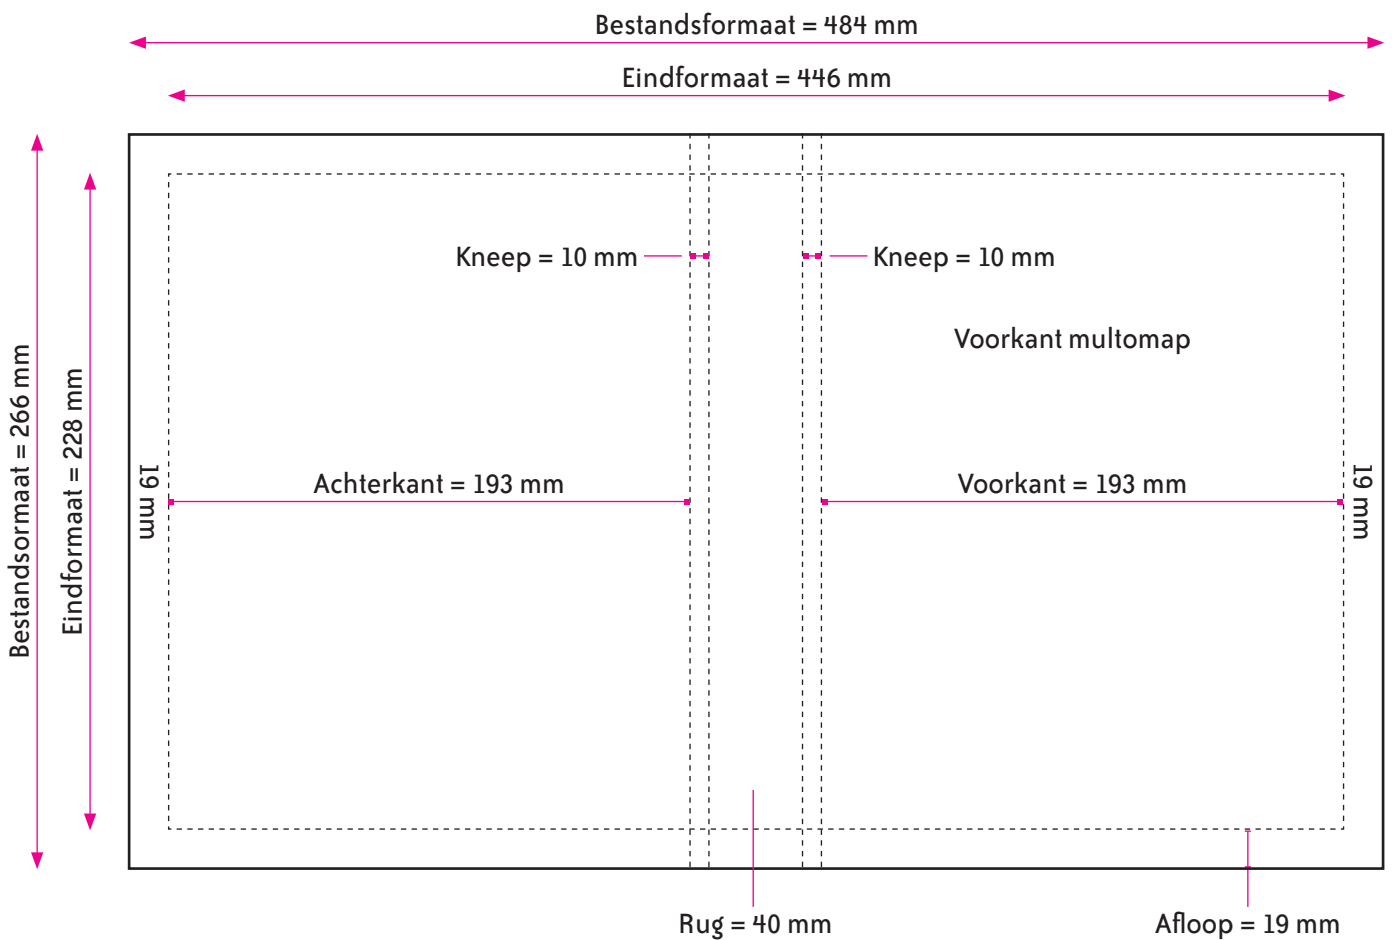 Bestandsformaat = 484 mm
Eindformaat = 446 mm
Kneep = 10 mm
Kneep = 10 mm
Voorkant multomap
Bestandsormaat = 266 mm
Eindformaat = 228 mm
19 mm
Achterkant = 193 mm
Voorkant = 193 mm
19 mm
Rug = 40 mm
Afloop = 19 mm